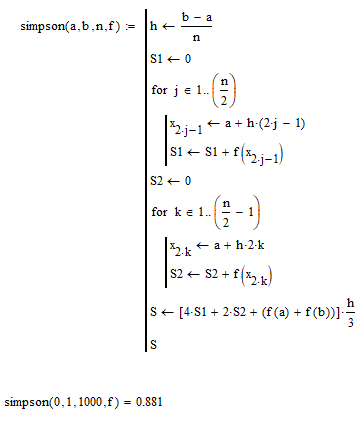 simpson(a,b,n,f) := h ← (b − a)/n
S1 ← 0
for j ∈ 1..(n/2)
x₂·ⱼ₋₁ ← a + h·(2·j − 1)
S1 ← S1 + f(x₂·ⱼ₋₁)
S2 ← 0
for k ∈ 1..(n/2 − 1)
x₂·ₖ ← a + h·2·k
S2 ← S2 + f(x₂·ₖ)
S ← [4·S1 + 2·S2 + (f(a) + f(b))]·h/3
S
simpson(0,1,1000,f) = 0.881